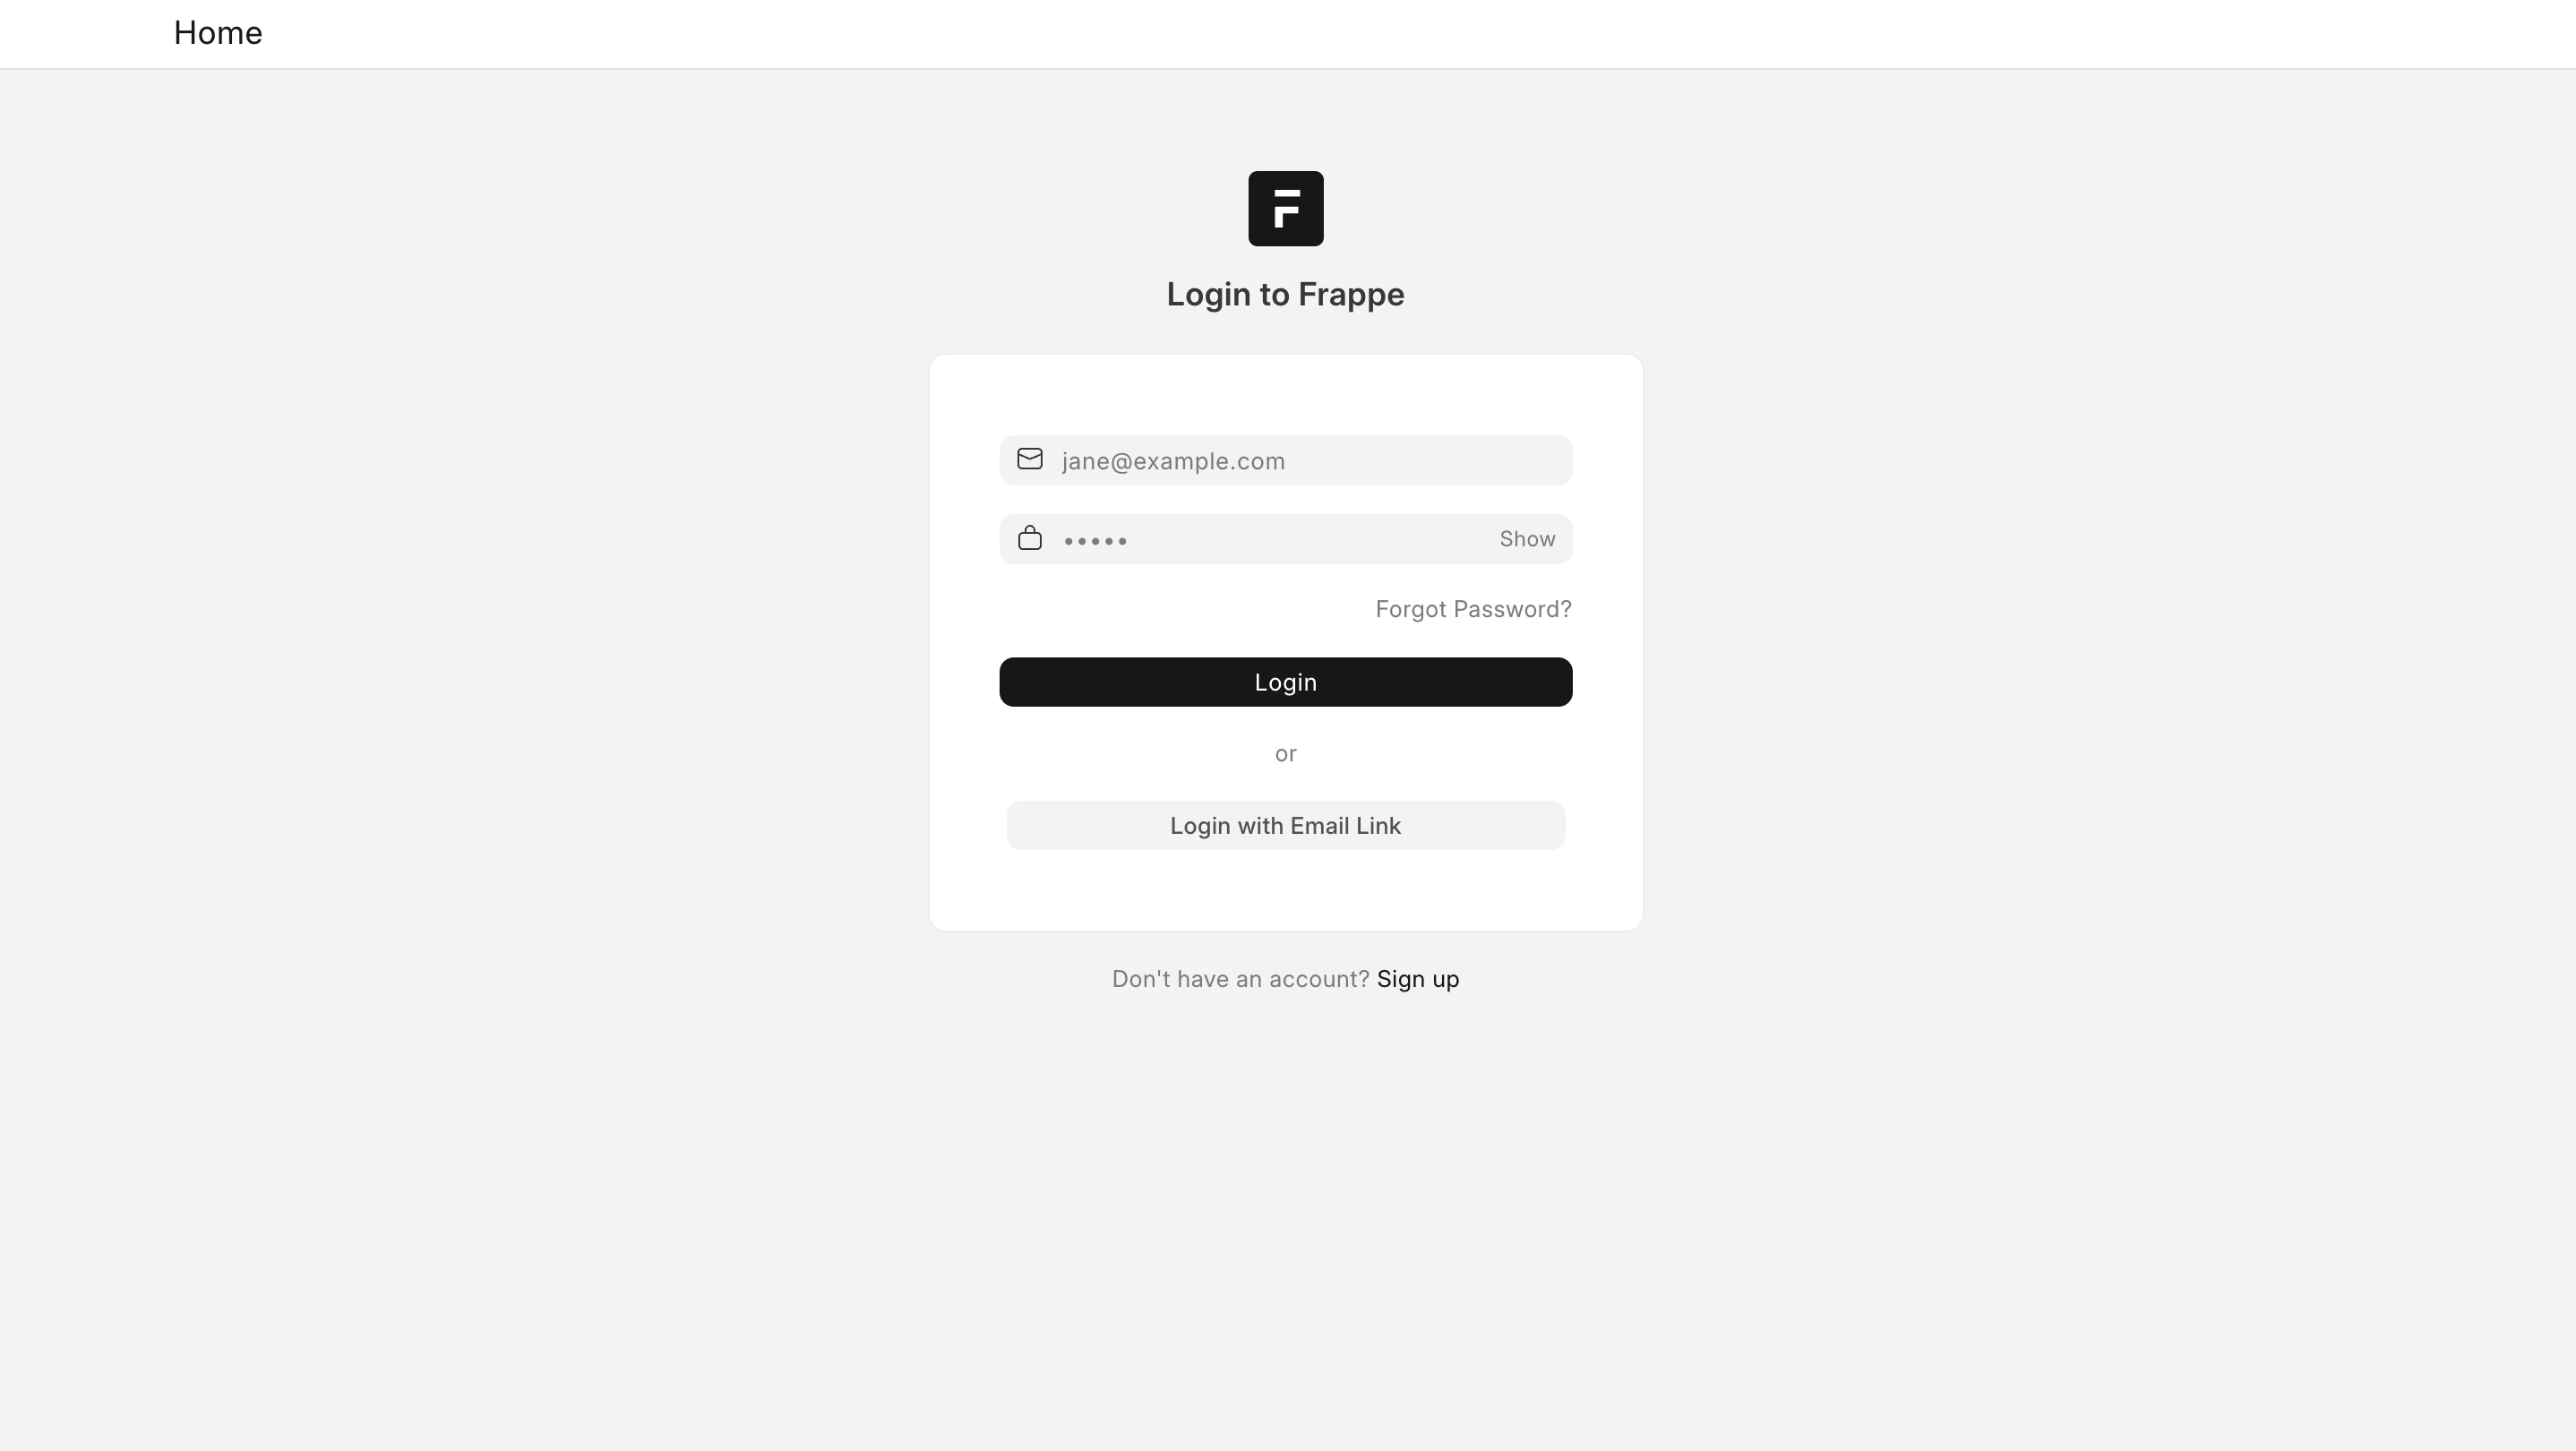 Home
Login to Frappe
jane@example.com
••••• Show
Forgot Password?
Login
or
Login with Email Link
Don't have an account? Sign up